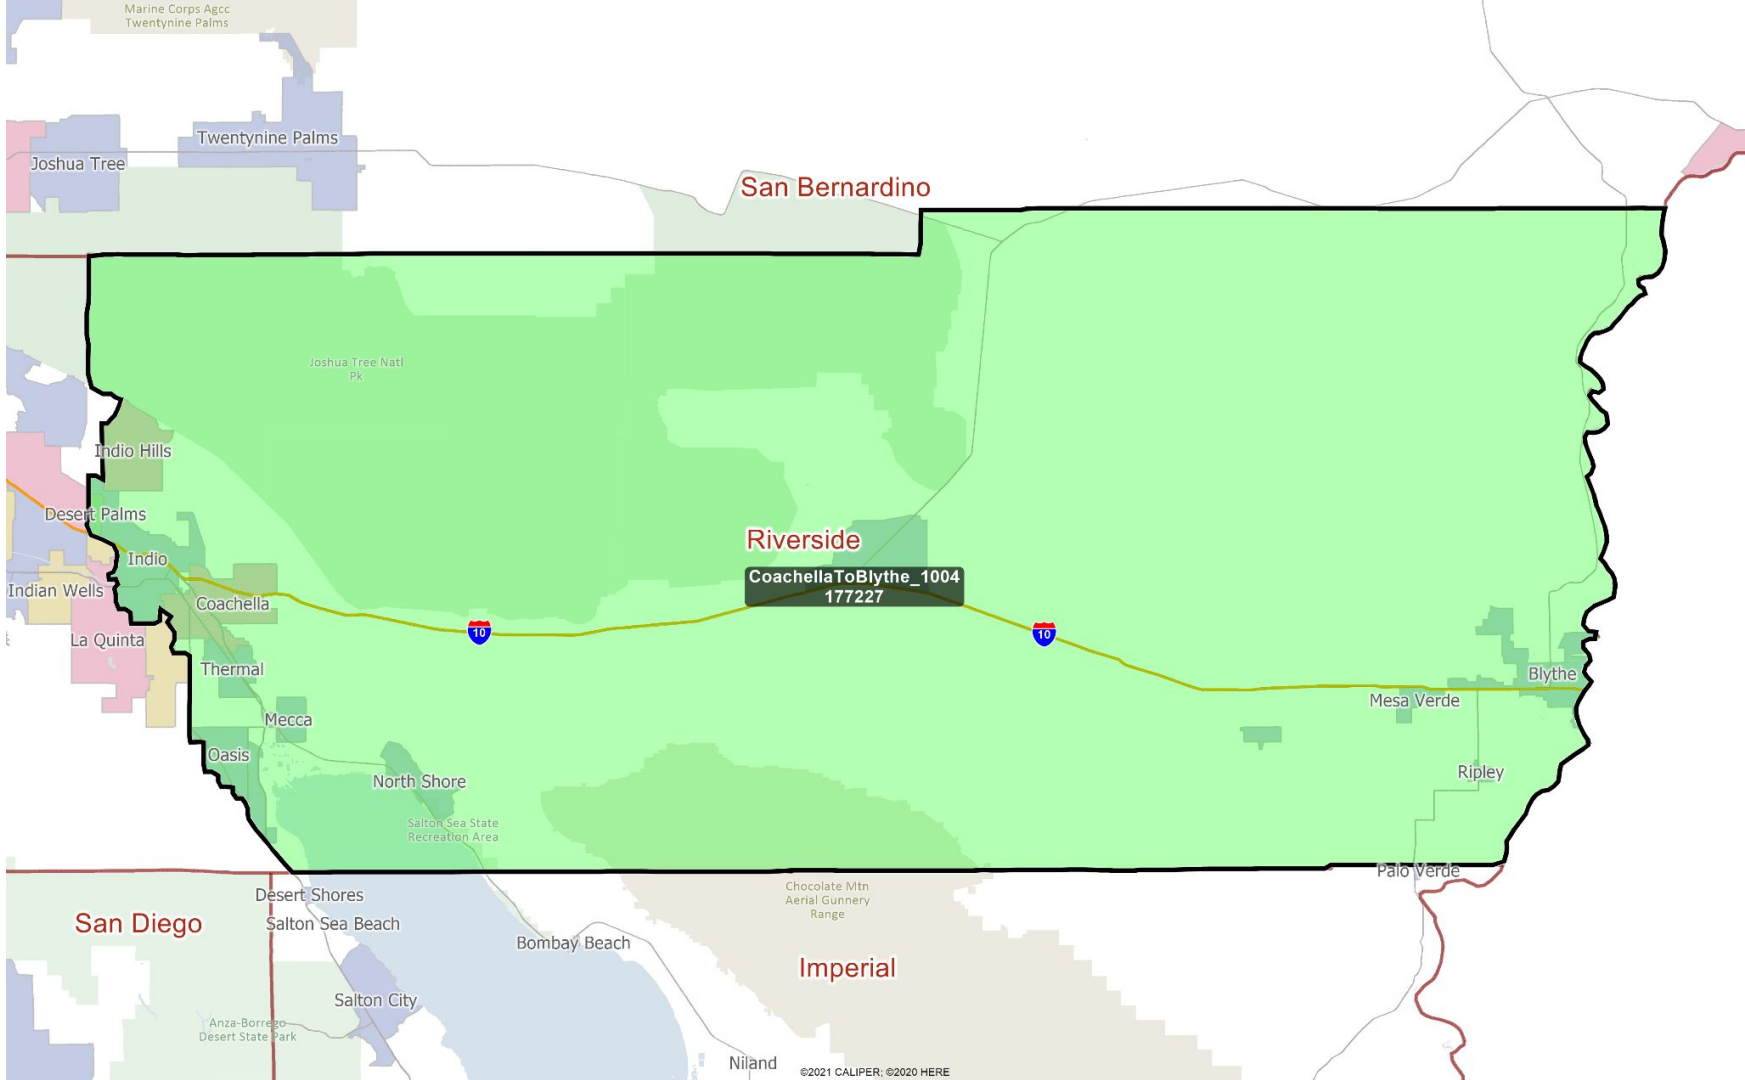 Marine Corps Agcc
Twentynine Palms
Twentynine Palms
Joshua Tree
San Bernardino
Joshua Tree Natl
Pk
Indio Hills
Desert Palms
Riverside
Indio
CoachellaToBlythe_1004
177227
Indian Wells
Coachella
10
10
La Quinta
Thermal
Blythe
Mesa Verde
Mecca
Oasis
North Shore
Ripley
Salton Sea State
Recreation Area
Palo Verde
Desert Shores
Chocolate Mtn
Aerial Gunnery
Range
San Diego
Salton Sea Beach
Bombay Beach
Imperial
Salton City
Anza-Borrego
Desert State Park
Niland
©2021 CALIPER; ©2020 HERE